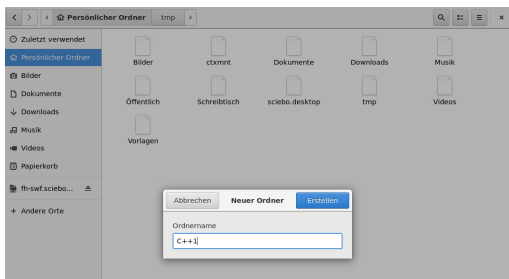 Persönlicher Ordner tmp
Zuletzt verwendet
Persönlicher Ordner
Bilder
Dokumente
Downloads
Musik
Videos
Papierkorb
fh-swf.sciebo...
+ Andere Orte
Bilder ctxmnt Dokumente Downloads Musik
Öffentlich Schreibtisch sciebo.desktop tmp Videos
Vorlagen
Abbrechen Neuer Ordner Erstellen
Ordnername
C++1